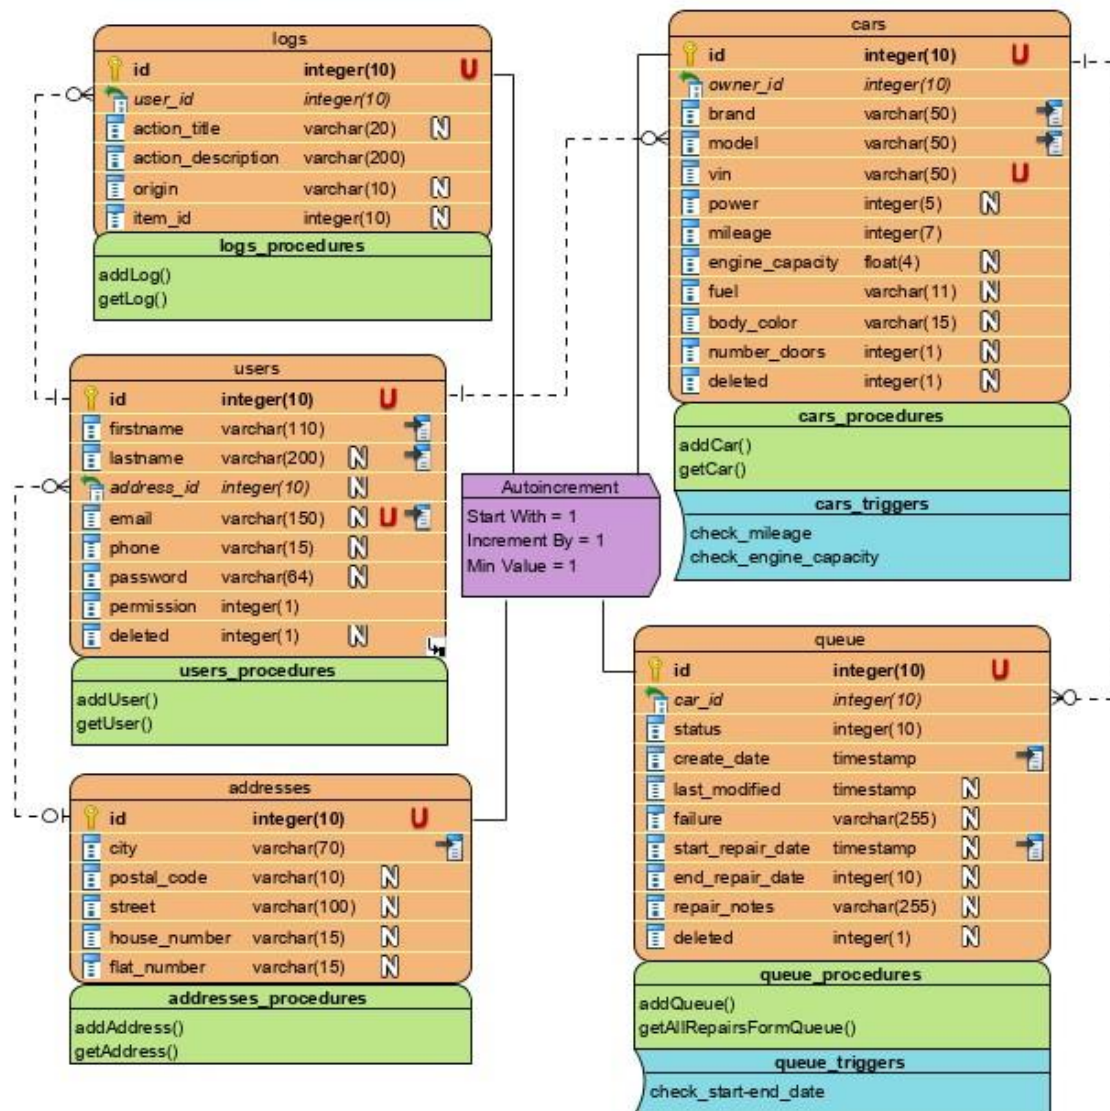 logs
id integer(10) U
user_id integer(10)
action_title varchar(20) N
action_description varchar(200)
origin varchar(10) N
item_id integer(10) N
logs_procedures
addLog()
getLog()
cars
id integer(10) U
owner_id integer(10)
brand varchar(50)
model varchar(50)
vin varchar(50) U
power integer(5) N
mileage integer(7)
engine_capacity float(4) N
fuel varchar(11) N
body_color varchar(15) N
number_doors integer(1) N
deleted integer(1) N
cars_procedures
addCar()
getCar()
cars_triggers
check_mileage
check_engine_capacity
users
id integer(10) U
firstname varchar(110)
lastname varchar(200) N
address_id integer(10) N
email varchar(150) N U
phone varchar(15) N
password varchar(64) N
permission integer(1)
deleted integer(1) N
users_procedures
addUser()
getUser()
Autoincrement
Start With = 1
Increment By = 1
Min Value = 1
addresses
id integer(10) U
city varchar(70)
postal_code varchar(10) N
street varchar(100) N
house_number varchar(15) N
flat_number varchar(15) N
addresses_procedures
addAddress()
getAddress()
queue
id integer(10) U
car_id integer(10)
status integer(10)
create_date timestamp
last_modified timestamp N
failure varchar(255) N
start_repair_date timestamp N
end_repair_date integer(10) N
repair_notes varchar(255) N
deleted integer(1) N
queue_procedures
addQueue()
getAllRepairsFormQueue()
queue_triggers
check_start-end_date